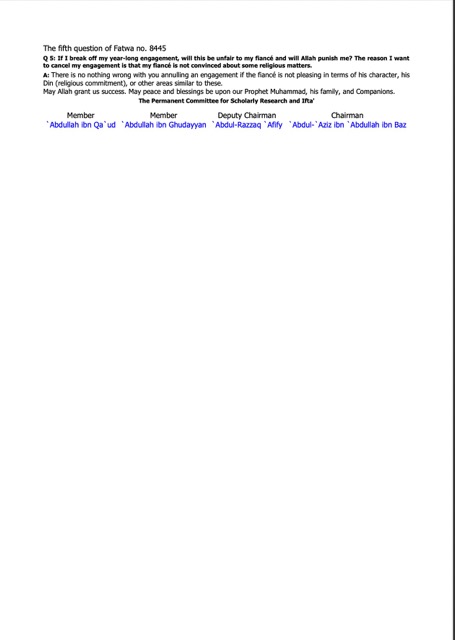 The fifth question of Fatwa no. 8445
Q 5: If I break off my year-long engagement, will this be unfair to my fiancé and will Allah punish me? The reason I want
to cancel my engagement is that my fiancé is not convinced about some religious matters.
A: There is no nothing wrong with you annulling an engagement if the fiancé is not pleasing in terms of his character, his
Din (religious commitment), or other areas similar to these.
May Allah grant us success. May peace and blessings be upon our Prophet Muhammad, his family, and Companions.
The Permanent Committee for Scholarly Research and Ifta'
Member Member Deputy Chairman Chairman
`Abdullah ibn Qa`ud `Abdullah ibn Ghudayyan `Abdul-Razzaq `Afify `Abdul-`Aziz ibn `Abdullah ibn Baz